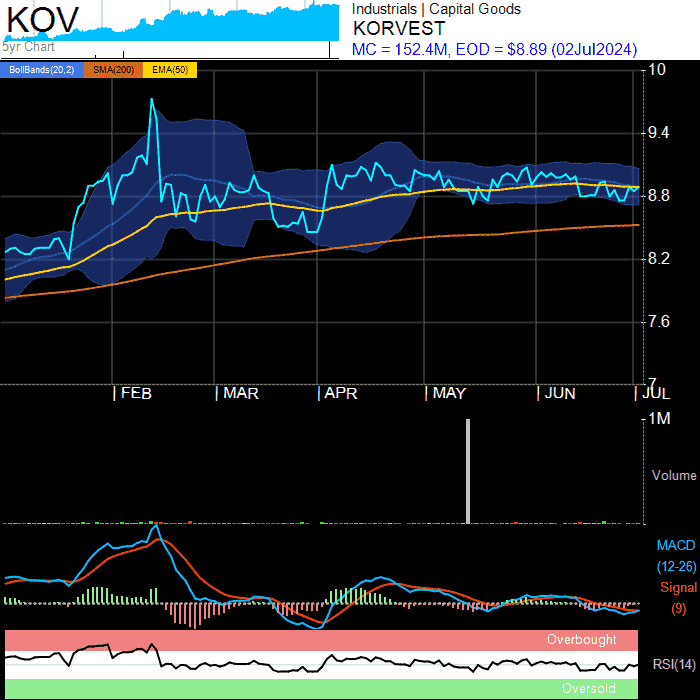 KOV
5yr Chart
Industrials | Capital Goods
KORVEST
MC = 152.4M, EOD = $8.89 (02Jul2024)
BollBands(20,2) SMA(200) EMA(50)
10
9.4
8.8
8.2
7.6
7
FEB MAR APR MAY JUN JUL
1M
Volume
MACD
(12-26)
Signal
(9)
Overbought
RSI(14)
Oversold